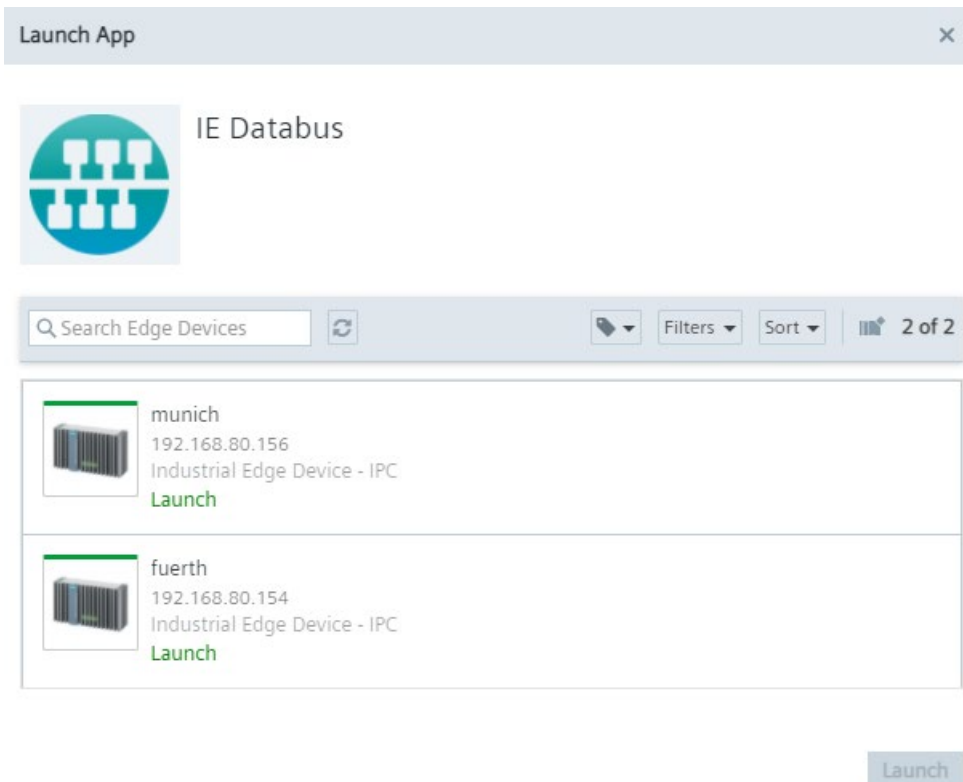 Launch App
IE Databus
Search Edge Devices Filters Sort 2 of 2
munich
192.168.80.156
Industrial Edge Device - IPC
Launch
fuerth
192.168.80.154
Industrial Edge Device - IPC
Launch
Launch